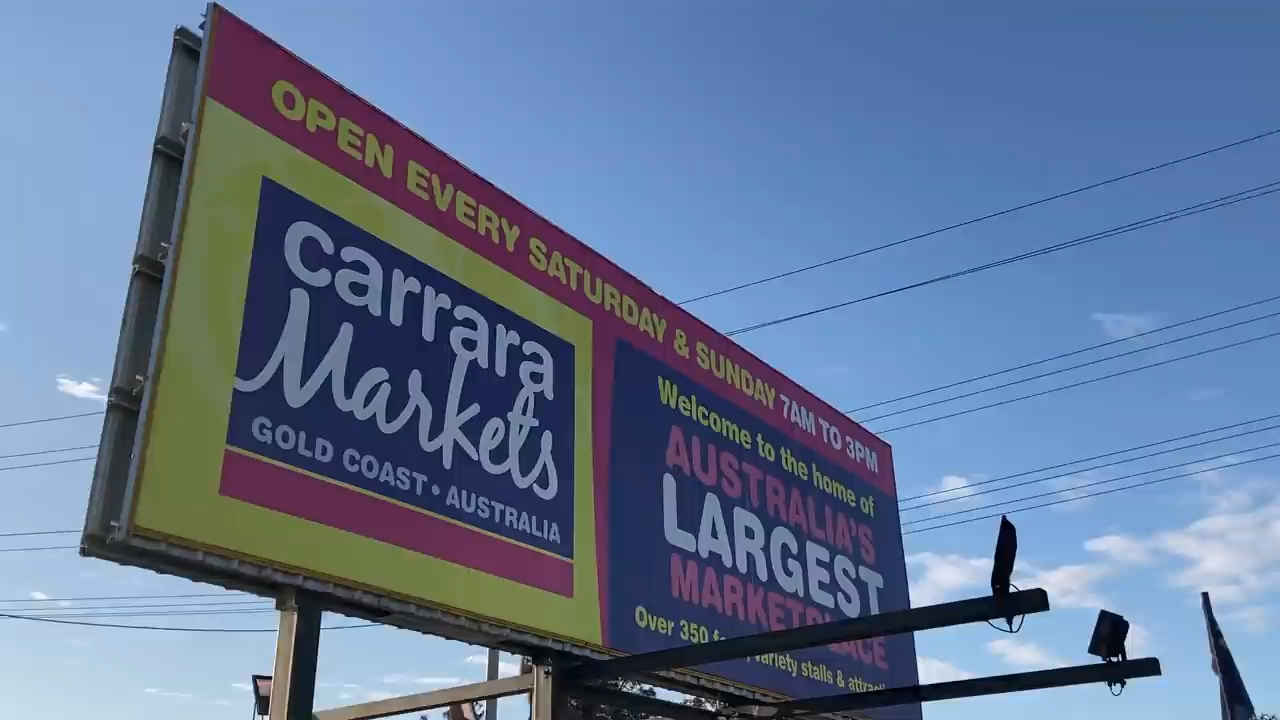 OPEN EVERY SATURDAY & SUNDAY 7AM TO 3PM
carrara
Markets
GOLD COAST • AUSTRALIA
Welcome to the home of
AUSTRALIA'S
LARGEST
MARKETPLACE
Over 350 variety stalls &